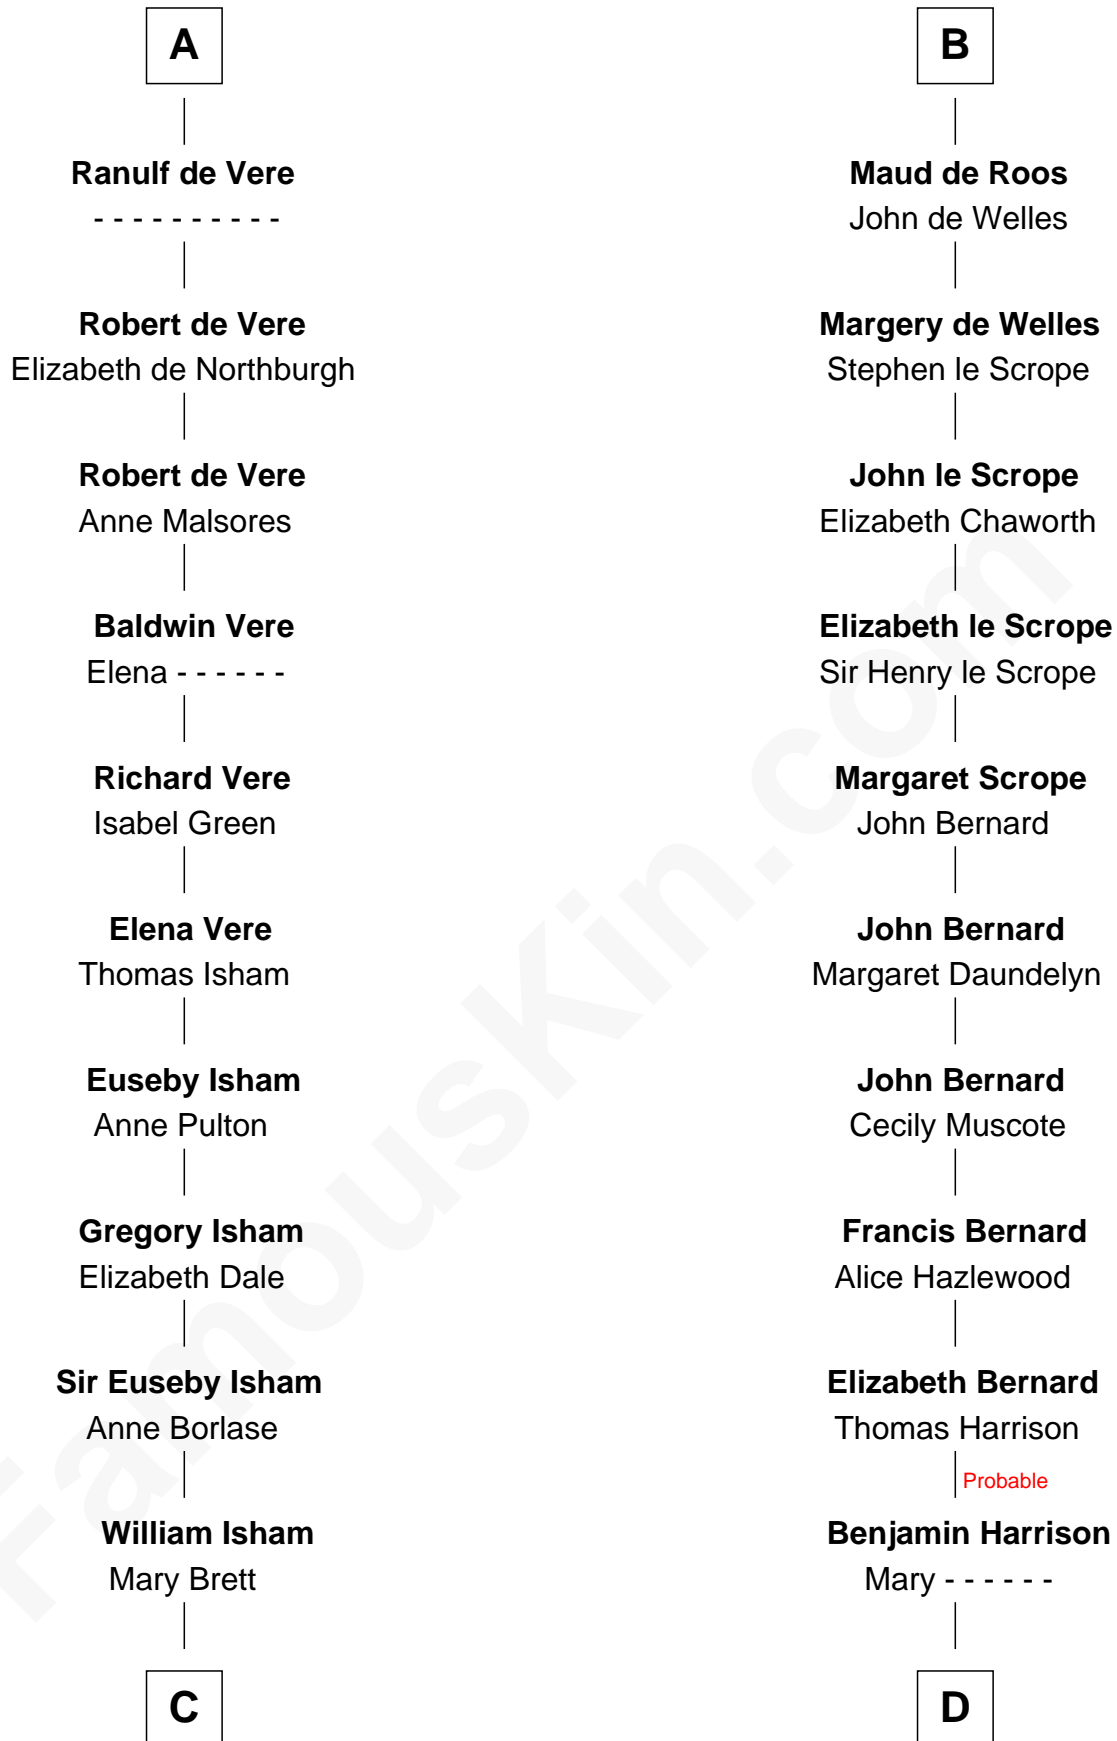 A
Ranulf de Vere
- - - - - - - - - -
Robert de Vere
Elizabeth de Northburgh
Robert de Vere
Anne Malsores
Baldwin Vere
Elena - - - - - -
Richard Vere
Isabel Green
Elena Vere
Thomas Isham
Euseby Isham
Anne Pulton
Gregory Isham
Elizabeth Dale
Sir Euseby Isham
Anne Borlase
William Isham
Mary Brett
C
B
Maud de Roos
John de Welles
Margery de Welles
Stephen le Scrope
John le Scrope
Elizabeth Chaworth
Elizabeth le Scrope
Sir Henry le Scrope
Margaret Scrope
John Bernard
John Bernard
Margaret Daundelyn
John Bernard
Cecily Muscote
Francis Bernard
Alice Hazlewood
Elizabeth Bernard
Thomas Harrison
Probable
Benjamin Harrison
Mary - - - - - -
D
FamousKin.com